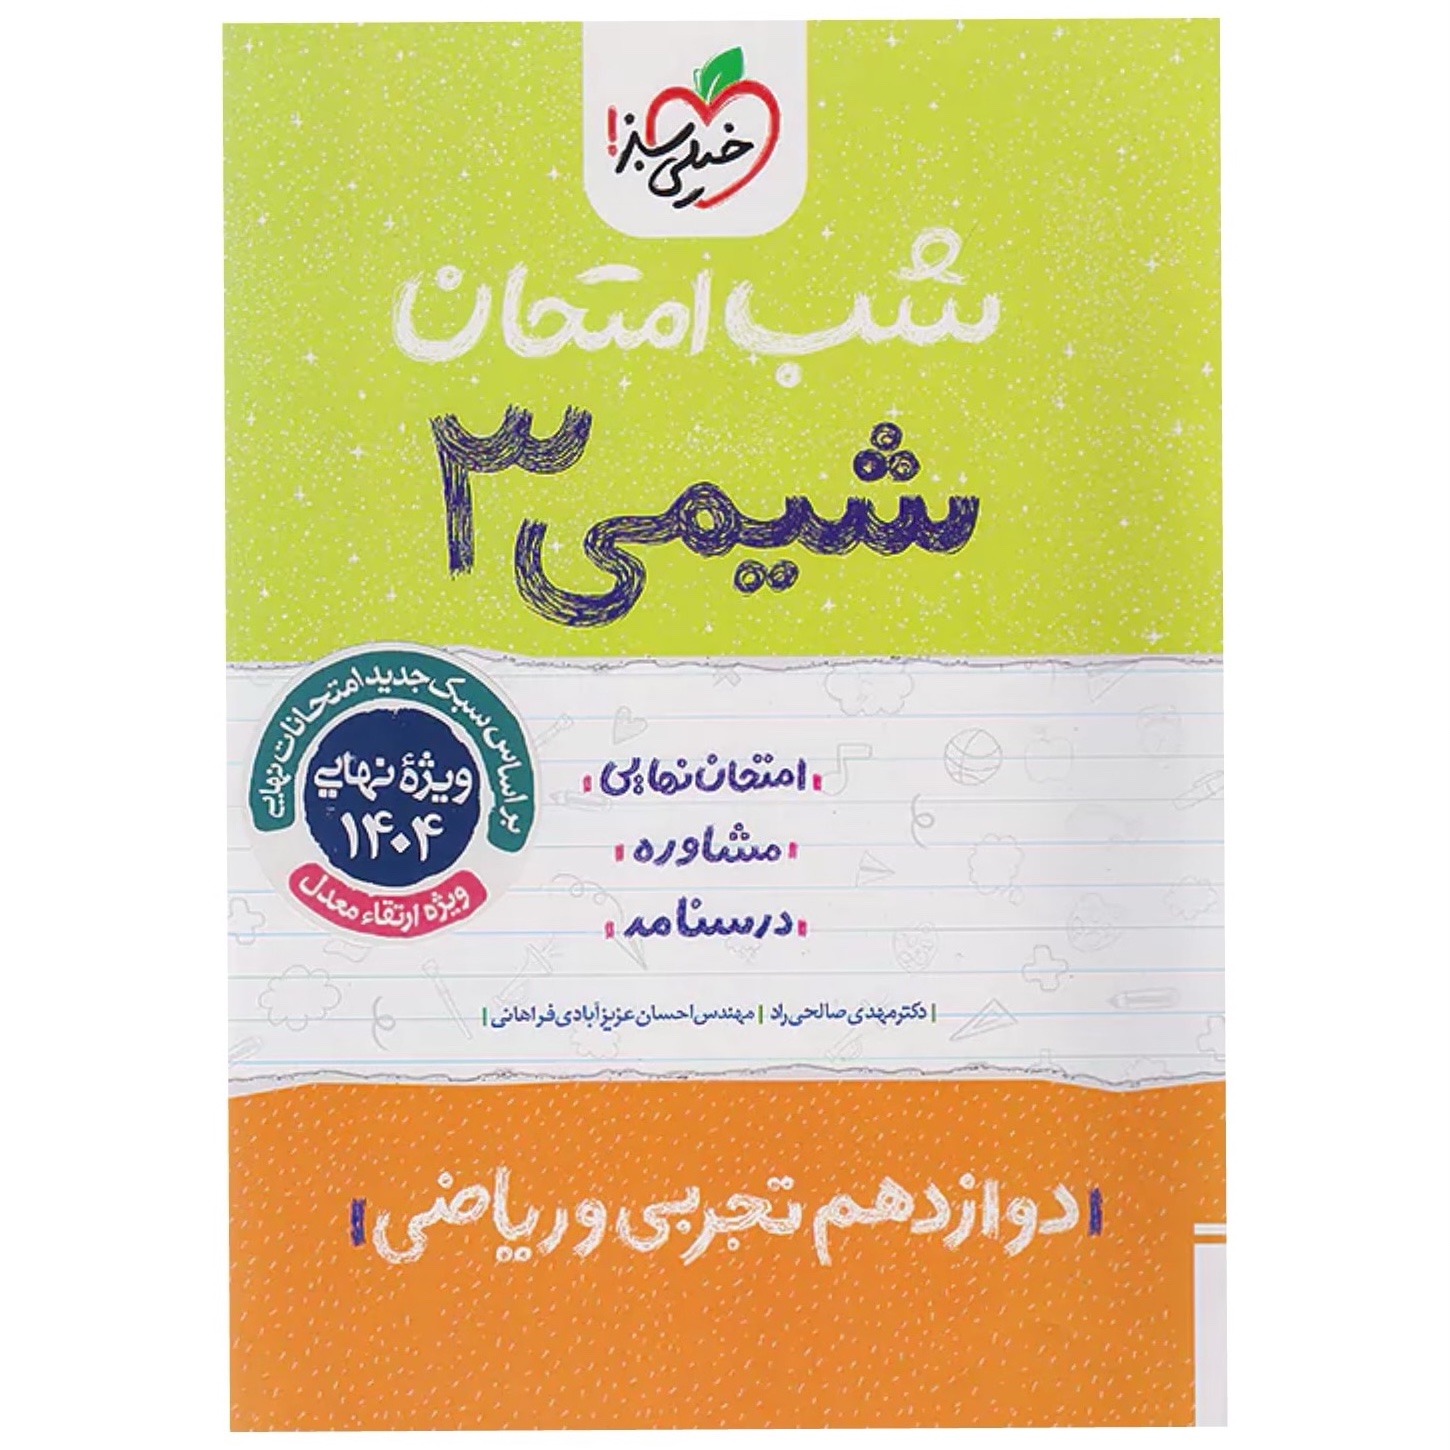 خیلی سبز!
شب امتحان
شیمی ۳
بر اساس سبک جدید امتحانات نهایی
ویژهٔ نهایی
۱۴۰۴
ویژه ارتقاء معدل
امتحان نهایی
مشاوره
درسنامه
| دکتر مهدی صالحی‌راد | مهندس احسان عزیزآبادی فراهانی |
دوازدهم تجربی و ریاضی